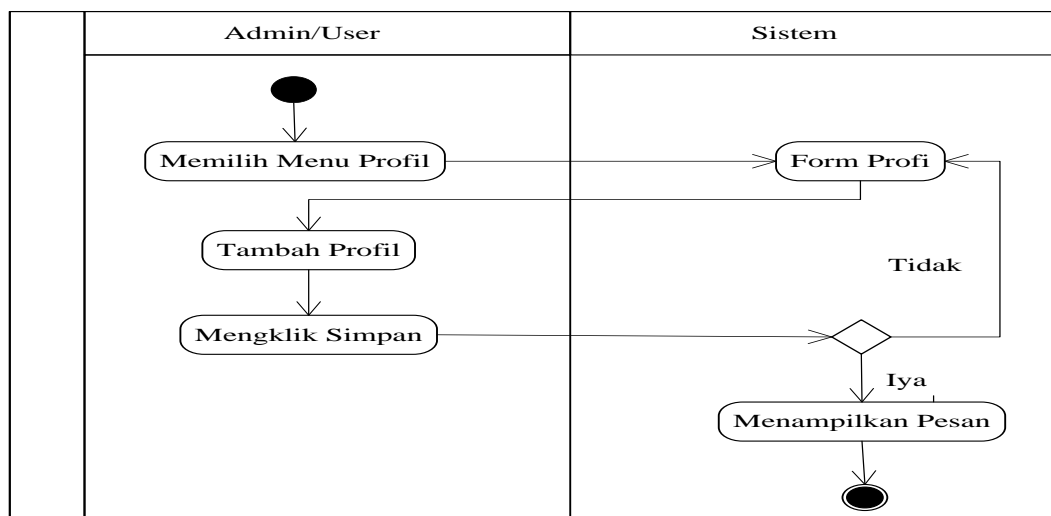 Admin/User
Sistem
Memilih Menu Profil
Form Profi
Tambah Profil
Tidak
Mengklik Simpan
Iya
Menampilkan Pesan